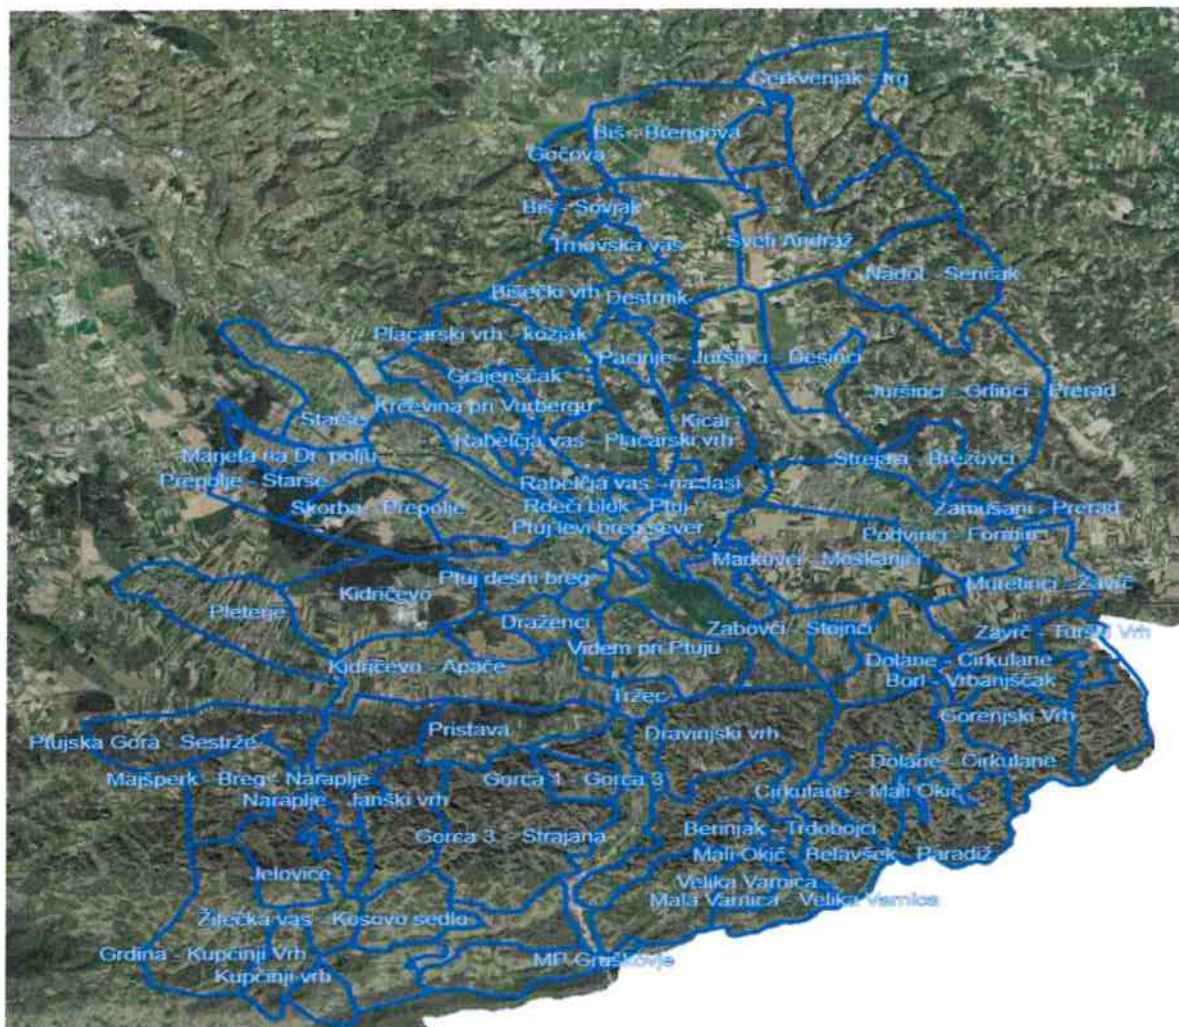 Cerkvenjak - trg
Biš - Brengova
Gočova
Biš - Sovjak
Trnovska vas
Sveti Andraž
Nadol. - Senčak
Bišečki vrh
Destrnik
Placarski vrh - kozjak
Pacinje - Juršinci - Desinci
Grajenščak
Juršinci - Grlinci - Prerad
Krčevina pri Vurbergu
Starše
Kicar
Rabelčja vas - Placarski vrh
Marjeta na Dr. polju
Strejaci - Brezovci
Prepolje - Starše
Rabelčja vas - na Jasi
Skorba - Prepolje
Rdeči blok - Ptuj
Zamušani - Prerad
Ptuj levi breg sever
Podvinci - Formin
Markovci - Moškanjci
Ptuj desni breg
Muretinci - Zavrč
Pleterje
Kidričevo
Draženci
Zabovci - Stojnci
Zavrč - Turški Vrh
Videm pri Ptuju
Kidričevo - Apače
Dolane - Cirkulane
Borl - Vrbanjščak
Tržec
Gorenjski Vrh
Pristava
Dravinjski vrh
Ptujska Gora - Sestrže
Dolane - Cirkulane
Majšperk - Breg - Naraplje
Gorca 1 - Gorca 3
Cirkulane - Mali Okič
Naraplje - Janški vrh
Berinjak - Trdobojci
Gorca 3 - Strajana
Mali Okič - Belavšek - Paradiž
Jelovice
Velika Varnica
Mala Varnica - Velika Varnica
Žitečka vas - Kosovo sedlo
Grdina - Kupčinji Vrh
MP Gruškovje
Kupčinji vrh